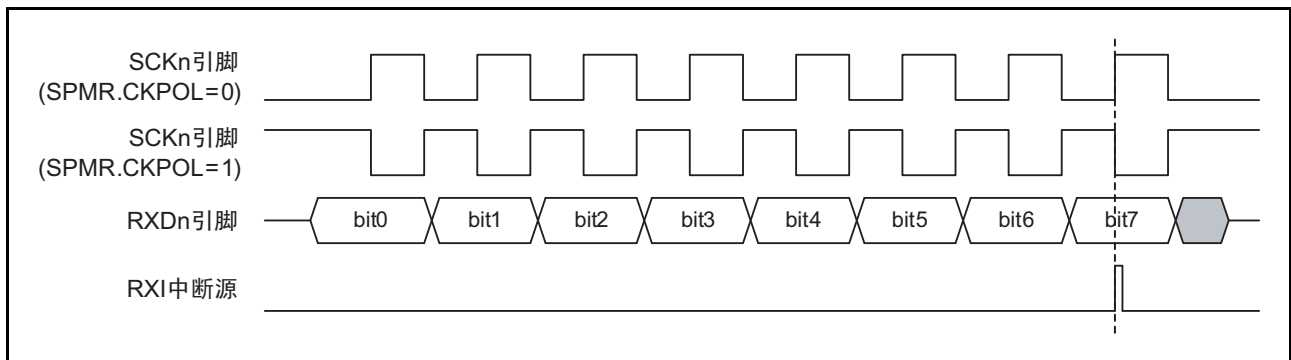 SCKn引脚
(SPMR.CKPOL=0)
SCKn引脚
(SPMR.CKPOL=1)
RXDn引脚
bit0 bit1 bit2 bit3 bit4 bit5 bit6 bit7
RXI中断源